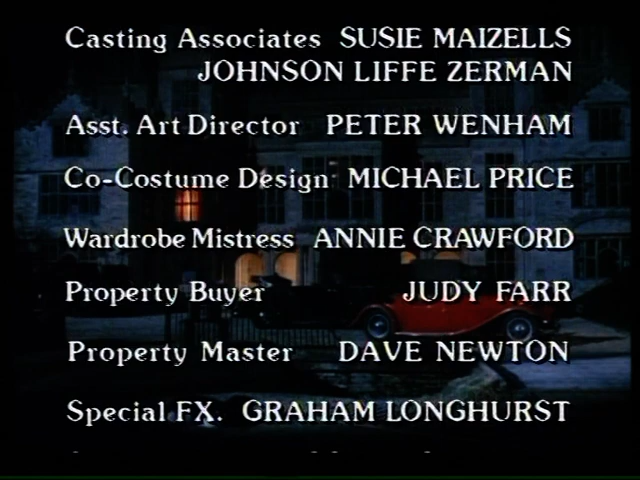 Casting Associates SUSIE MAIZELLS
JOHNSON LIFFE ZERMAN
Asst. Art Director PETER WENHAM
Co-Costume Design MICHAEL PRICE
Wardrobe Mistress ANNIE CRAWFORD
Property Buyer JUDY FARR
Property Master DAVE NEWTON
Special FX. GRAHAM LONGHURST